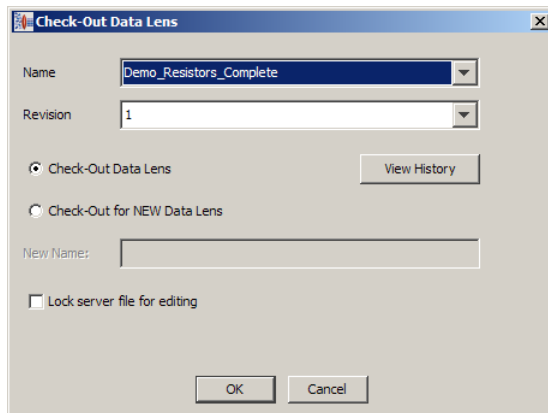 Check-Out Data Lens
Name
Demo_Resistors_Complete
Revision
1
Check-Out Data Lens
View History
Check-Out for NEW Data Lens
New Name:
Lock server file for editing
OK
Cancel